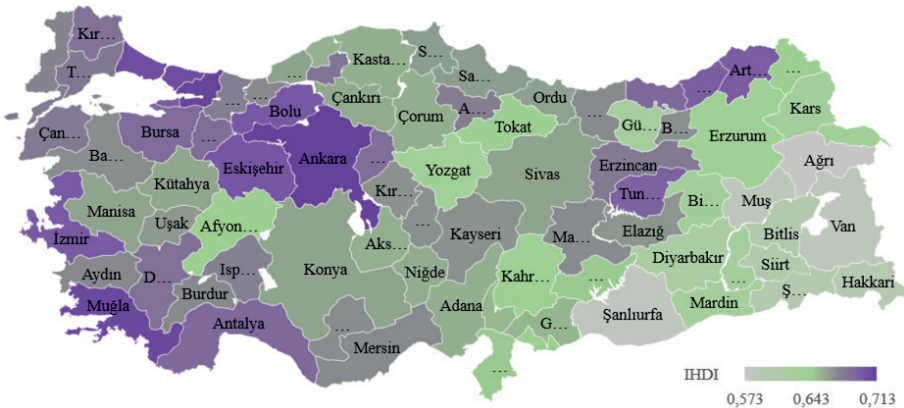 Kır…
T…
…
Kasta…
S…
Sa…
Ordu
…
…
Art…
…
Kars
Çan…
Bursa
…
…
…
Bolu
Çankırı
Çorum
A…
Tokat
Gü…
B…
Erzurum
Ağrı
Ba…
Kütahya
Eskişehir
Ankara
…
Yozgat
Sivas
Erzincan
Tun…
Bi…
Muş
Van
Manisa
Uşak
Afyon…
Kır…
…
Kayseri
Ma…
Elazığ
Bitlis
İzmir
Aks…
Diyarbakır
Siirt
Hakkari
Aydın
D…
Isp…
Konya
Niğde
Kahr…
…
…
Mardin
Ş…
Muğla
Burdur
Antalya
…
Mersin
Adana
G…
Şanlıurfa
…
IHDI
0,573 0,643 0,713